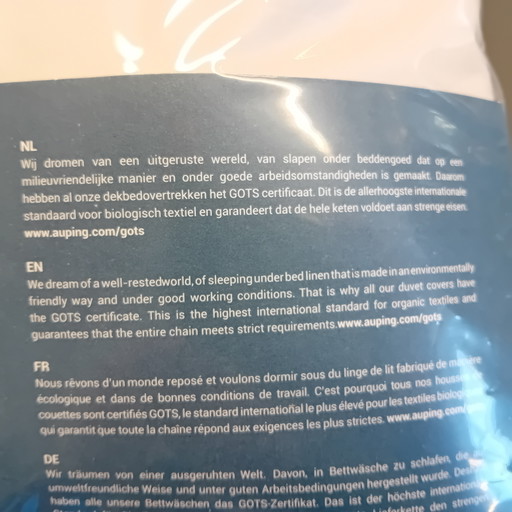 NL
Wij dromen van een uitgeruste wereld, van slapen onder beddengoed dat op een
milieuvriendelijke manier en onder goede arbeidsomstandigheden is gemaakt. Daarom
hebben al onze dekbedovertrekken het GOTS certificaat. Dit is de allerhoogste internationale
standaard voor biologisch textiel en garandeert dat de hele keten voldoet aan strenge eisen.
www.auping.com/gots
EN
We dream of a well-restedworld, of sleeping under bed linen that is made in an environmentally
friendly way and under good working conditions. That is why all our duvet covers have
the GOTS certificate. This is the highest international standard for organic textiles and
guarantees that the entire chain meets strict requirements.www.auping.com/gots
FR
Nous rêvons d'un monde reposé et voulons dormir sous du linge de lit fabriqué de manière
écologique et dans de bonnes conditions de travail. C'est pourquoi tous nos housses
couettes sont certifiés GOTS, le standard international le plus élevé pour les textiles
qui garantit que toute la chaîne répond aux exigences les plus strictes. www.auping.com
DE
Wir träumen von einer ausgeruhten Welt. Davon, in Bettwäsche zu schlafen, die
umweltfreundliche Weise und unter guten Arbeitsbedingungen hergestellt wurde
haben alle unsere Bettwäschen das GOTS-Zertifikat. Das ist der höchste
den strengen